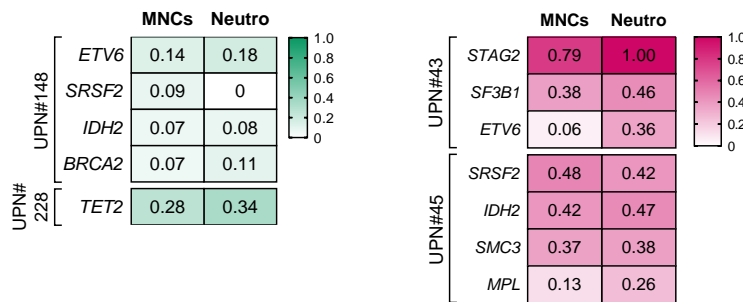 MNCs Neutro
UPN#148
ETV6 0.14 0.18
SRSF2 0.09 0
IDH2 0.07 0.08
BRCA2 0.07 0.11
UPN#
228
TET2 0.28 0.34
1.0
0.8
0.6
0.4
0.2
0
MNCs Neutro
UPN#43
STAG2 0.79 1.00
SF3B1 0.38 0.46
ETV6 0.06 0.36
UPN#45
SRSF2 0.48 0.42
IDH2 0.42 0.47
SMC3 0.37 0.38
MPL 0.13 0.26
1.0
0.8
0.6
0.4
0.2
0